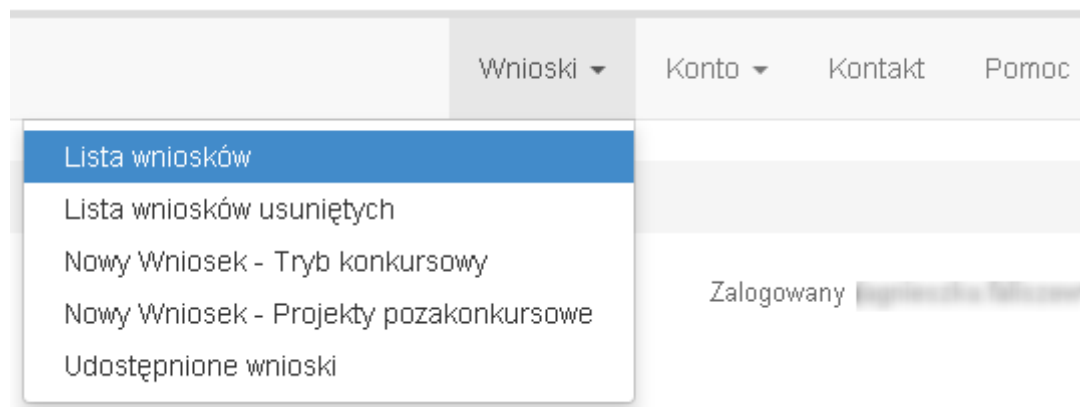 Wnioski Konto Kontakt Pomoc
Lista wniosków
Lista wniosków usuniętych
Nowy Wniosek - Tryb konkursowy
Nowy Wniosek - Projekty pozakonkursowe
Zalogowany
Udostępnione wnioski